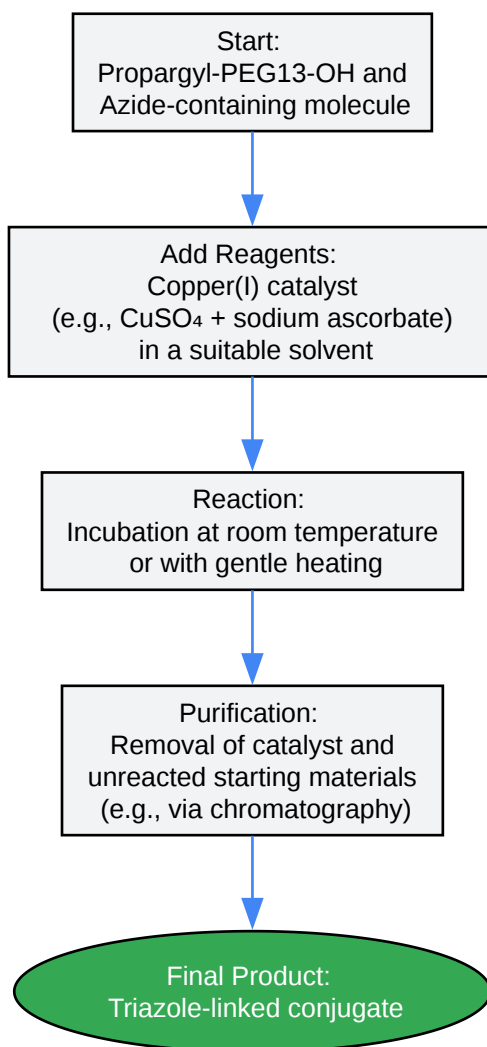 Start:
Propargyl-PEG13-OH and
Azide-containing molecule
Add Reagents:
Copper(I) catalyst
(e.g., CuSO₄ + sodium ascorbate)
in a suitable solvent
Reaction:
Incubation at room temperature
or with gentle heating
Purification:
Removal of catalyst and
unreacted starting materials
(e.g., via chromatography)
Final Product:
Triazole-linked conjugate